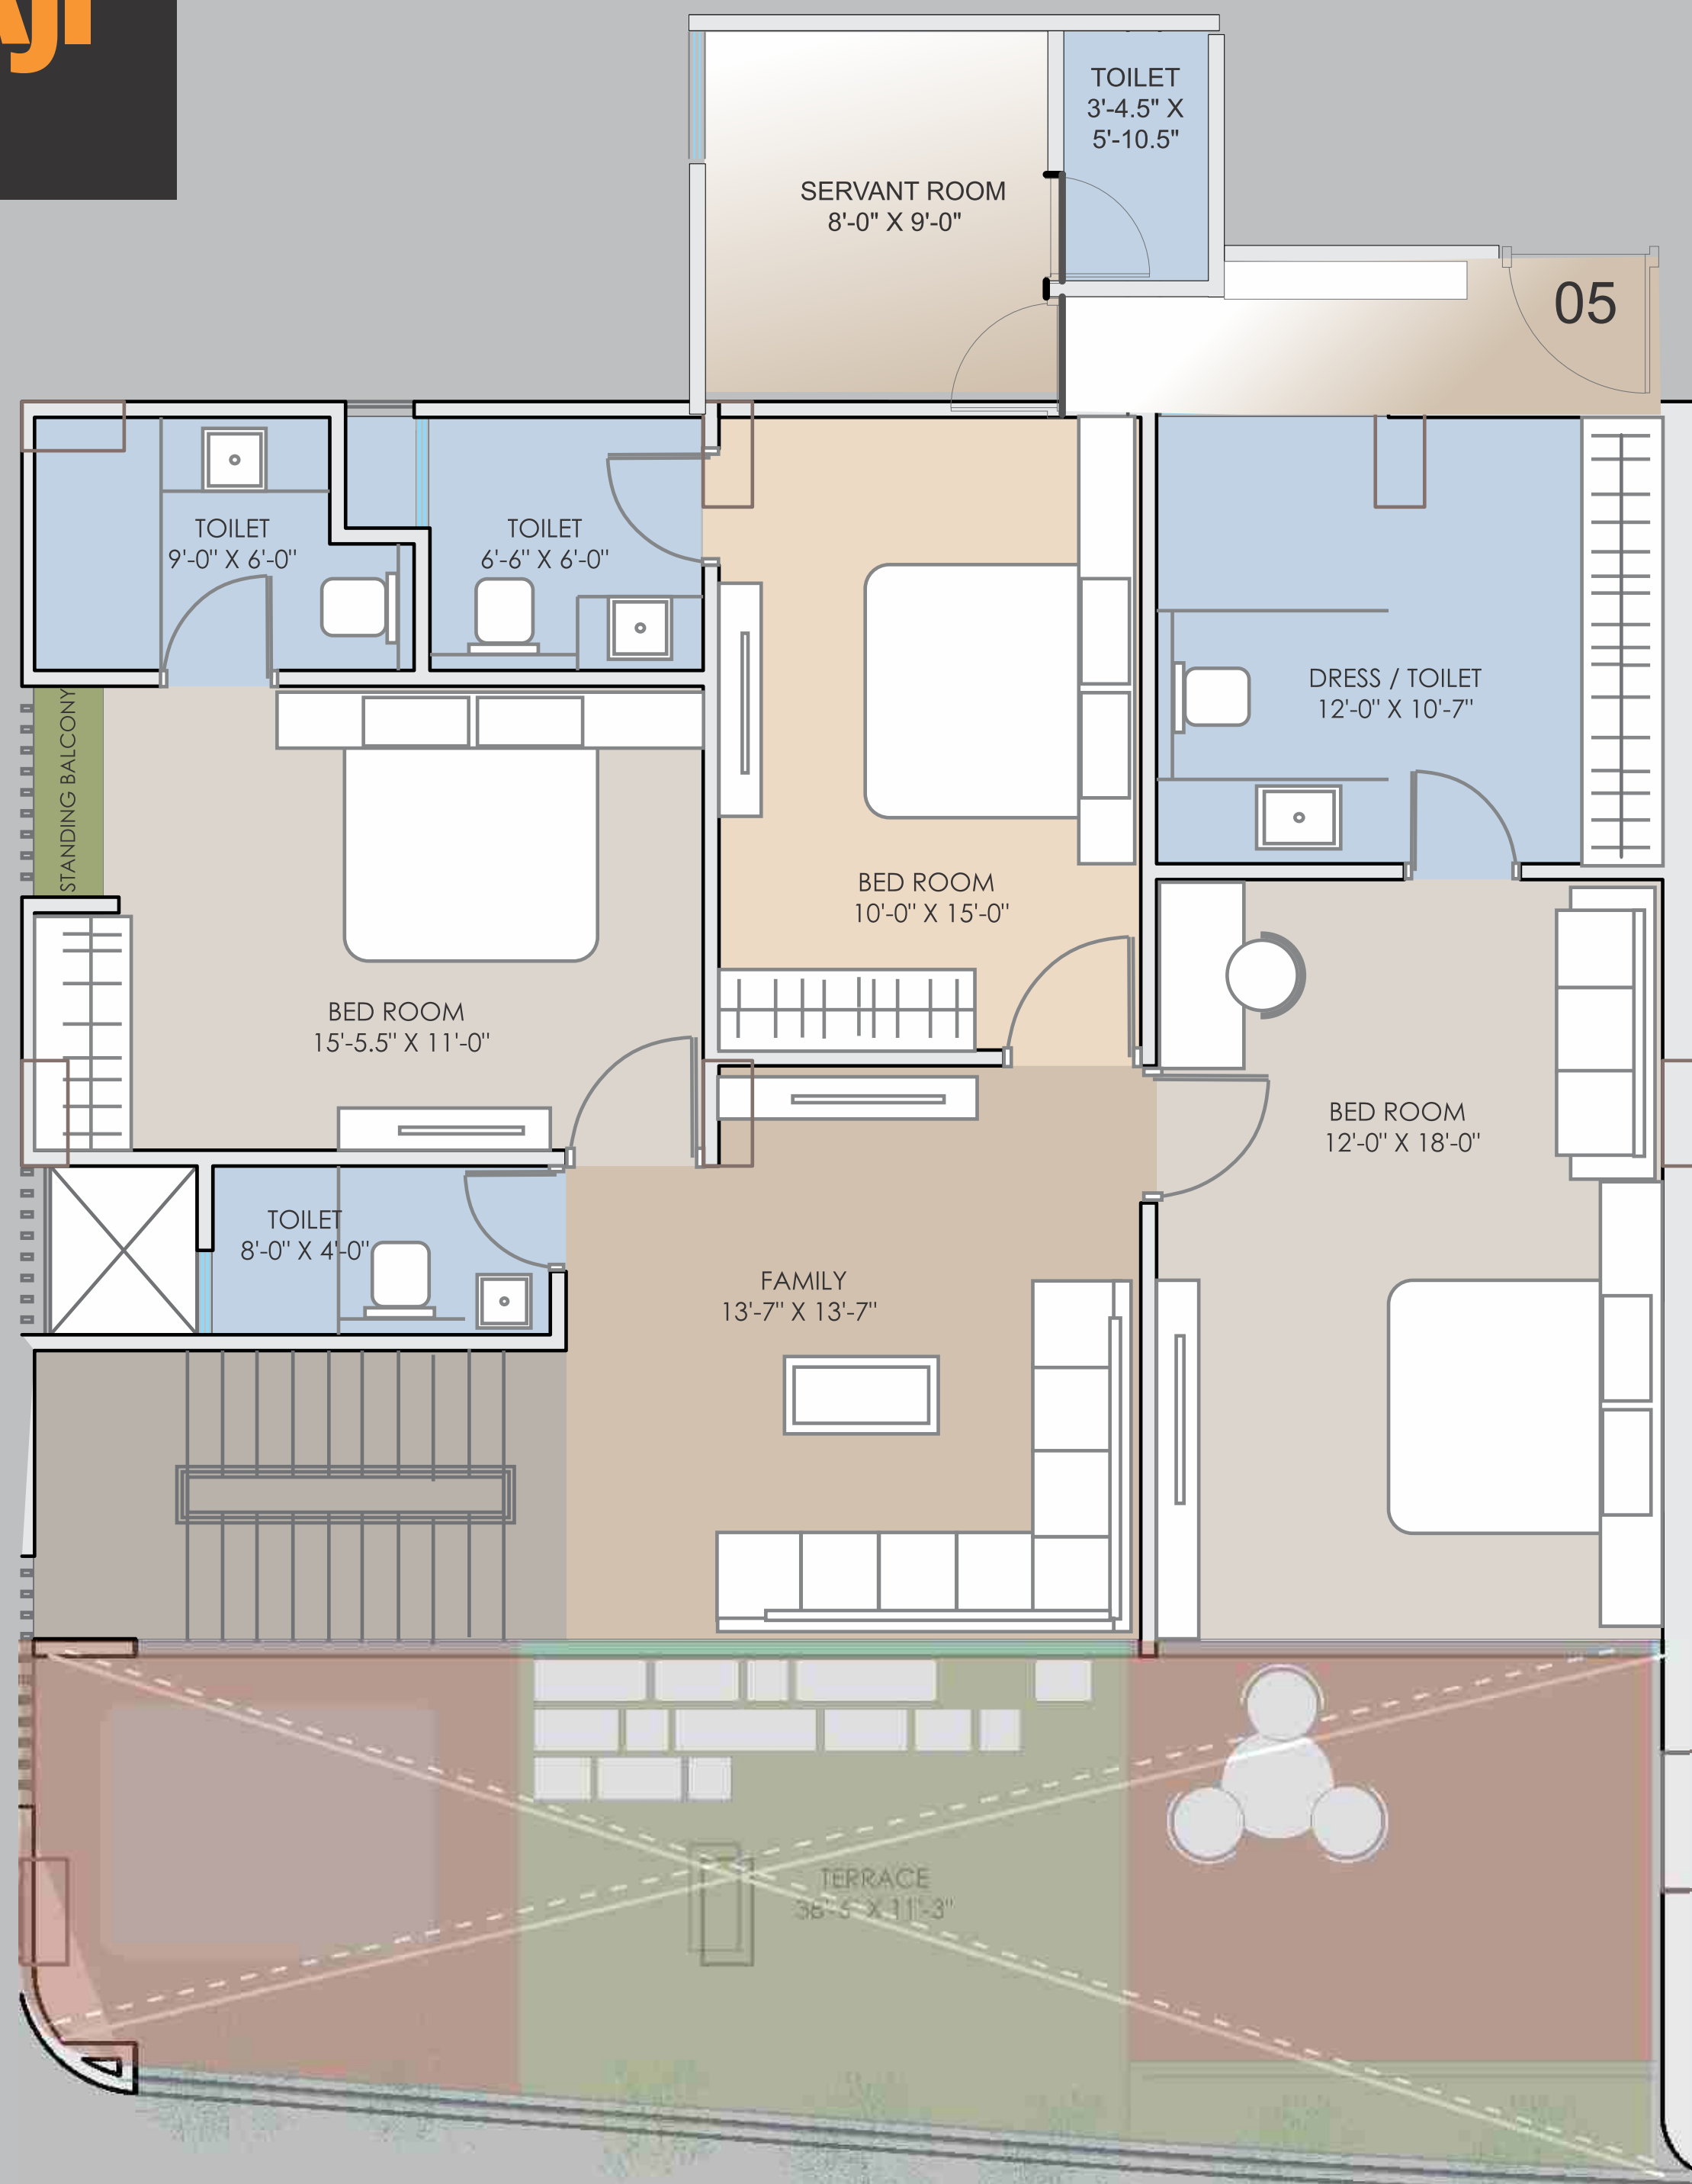 TOILET
3'-4.5" X
5'-10.5"
SERVANT ROOM
8'-0" X 9'-0"
05
TOILET
9'-0" X 6'-0"
TOILET
6'-6" X 6'-0"
STANDING BALCONY
DRESS / TOILET
12'-0" X 10'-7"
BED ROOM
10'-0" X 15'-0"
BED ROOM
15'-5.5" X 11'-0"
BED ROOM
12'-0" X 18'-0"
TOILET
8'-0" X 4'-0"
FAMILY
13'-7" X 13'-7"
TERRACE
X 11'-3"